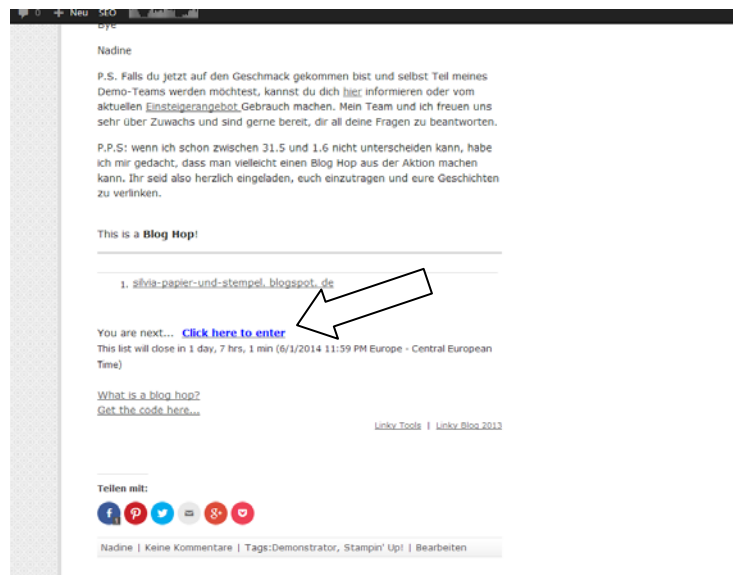 0 + Neu SEO
Bye
Nadine
P.S. Falls du jetzt auf den Geschmack gekommen bist und selbst Teil meines
Demo-Teams werden möchtest, kannst du dich hier informieren oder vom
aktuellen Einsteigerangebot Gebrauch machen. Mein Team und ich freuen uns
sehr über Zuwachs und sind gerne bereit, dir all deine Fragen zu beantworten.
P.P.S: wenn ich schon zwischen 31.5 und 1.6 nicht unterscheiden kann, habe
ich mir gedacht, dass man vielleicht einen Blog Hop aus der Aktion machen
kann. Ihr seid also herzlich eingeladen, euch einzutragen und eure Geschichten
zu verlinken.
This is a Blog Hop!
1. silvia-papier-und-stempel. blogspot. de
You are next... Click here to enter
This list will close in 1 day, 7 hrs, 1 min (6/1/2014 11:59 PM Europe - Central European
Time)
What is a blog hop?
Get the code here...
Linky Tools | Linky Blog 2013
Teilen mit:
1
Nadine | Keine Kommentare | Tags:Demonstrator, Stampin' Up! | Bearbeiten